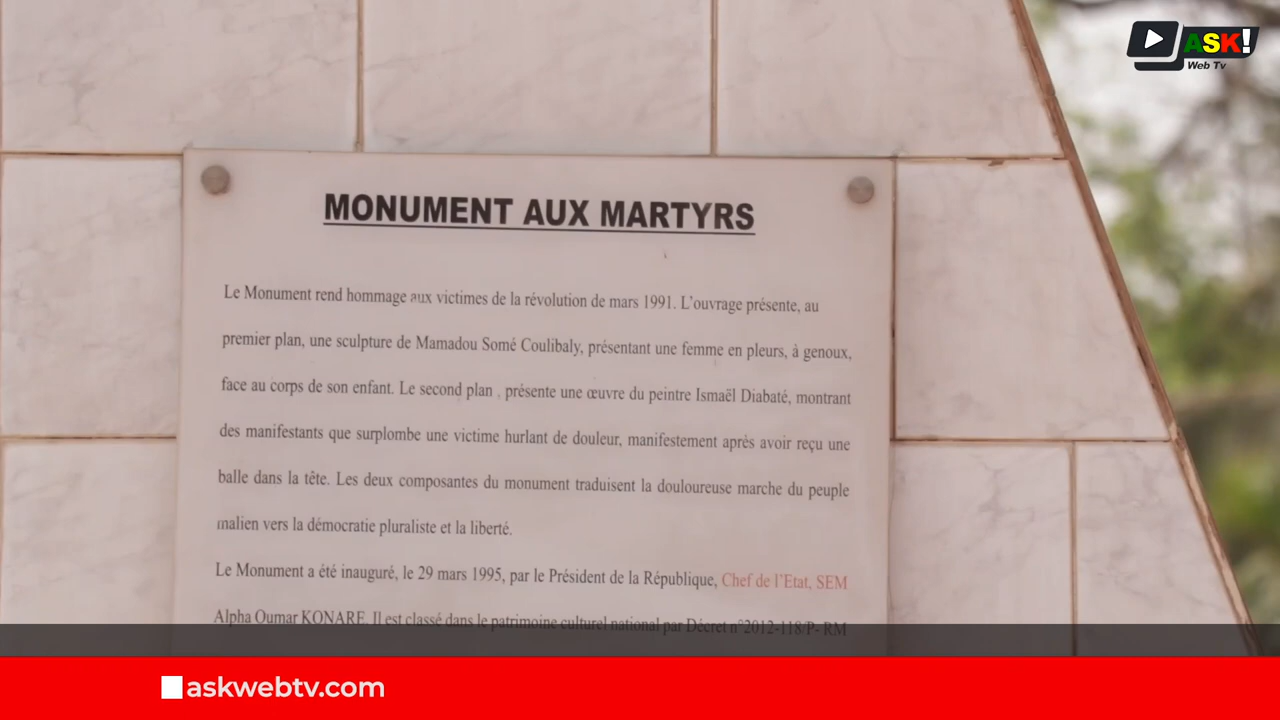 ASK!
Web Tv
MONUMENT AUX MARTYRS
Le Monument rend hommage aux victimes de la révolution de mars 1991. L'ouvrage présente, au
premier plan, une sculpture de Mamadou Somé Coulibaly, présentant une femme en pleurs, à genoux,
face au corps de son enfant. Le second plan , présente une œuvre du peintre Ismaël Diabaté, montrant
des manifestants que surplombe une victime hurlant de douleur, manifestement après avoir reçu une
balle dans la tête. Les deux composantes du monument traduisent la douloureuse marche du peuple
malien vers la démocratie pluraliste et la liberté.
Le Monument a été inauguré, le 29 mars 1995, par le Président de la République, Chef de l'Etat, SEM
Alpha Oumar KONARE. Il est classé dans le patrimoine culturel national par Décret n°2012-118/P- RM
askwebtv.com